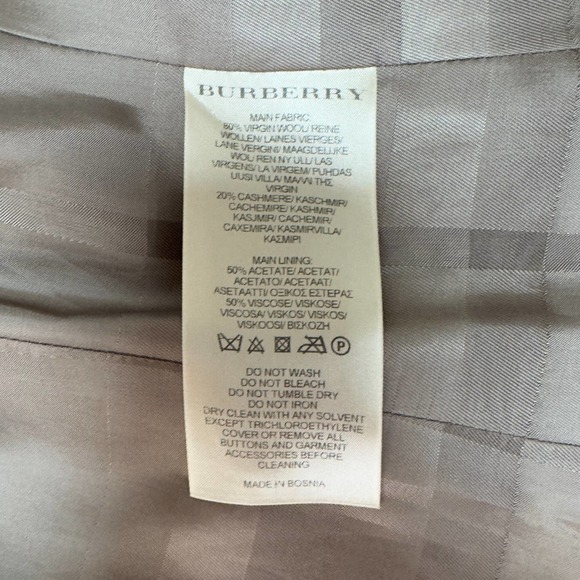 BURBERRY
MAIN FABRIC
80% VIRGIN WOOL/ REINE
WOLLEN/ LAINES VIERGES/
LANE VERGINI/ MAAGDELIJKE
WOL/ REN NY ULL/ LAS
VIRGENS/ LA VIRGEM/ PUHDAS
UUSI VILLA/ ΜΑ/VΙ ΤΗΣ
VIRGIN
20% CASHMERE/ KASCHMIR/
CACHEMIRE/ KASHMIR/
KASJMIR/ CACHEMIR/
CAXEMIRA/ KASMIRVILLA/
ΚΑΣΜΙΡΙ
MAIN LINING:
50% ACETATE/ ACETAT/
ACETATO/ ACETAAT/
ASETAATTI/ ΟΞΙΚΟΣ ΕΣΤΕΡΑΣ
50% VISCOSE/ VISKOSE/
VISCOSA/ VISKOS/ VISKOS/
VISKOOSI/ ΒΙΣΚΟΖΗ
P
DO NOT WASH
DO NOT BLEACH
DO NOT TUMBLE DRY
DO NOT IRON
DRY CLEAN WITH ANY SOLVENT
EXCEPT TRICHLOROETHYLENE
COVER OR REMOVE ALL
BUTTONS AND GARMENT
ACCESSORIES BEFORE
CLEANING
MADE IN BOSNIA